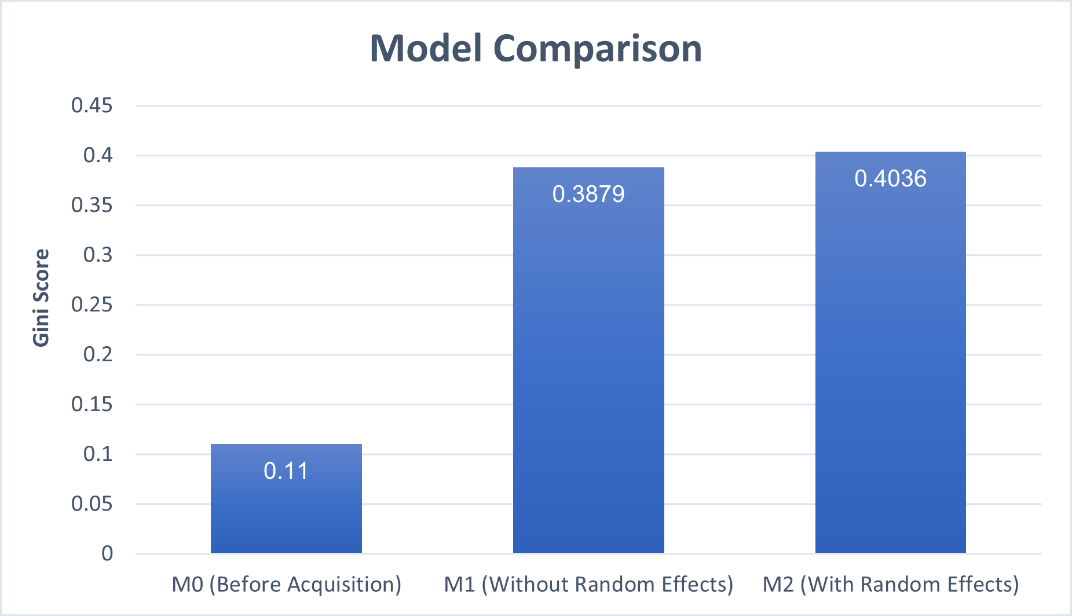 Model Comparison
Gini Score
0.45
0.4
0.35
0.3
0.25
0.2
0.15
0.1
0.05
0
0.11
0.3879
0.4036
M0 (Before Acquisition)
M1 (Without Random Effects)
M2 (With Random Effects)